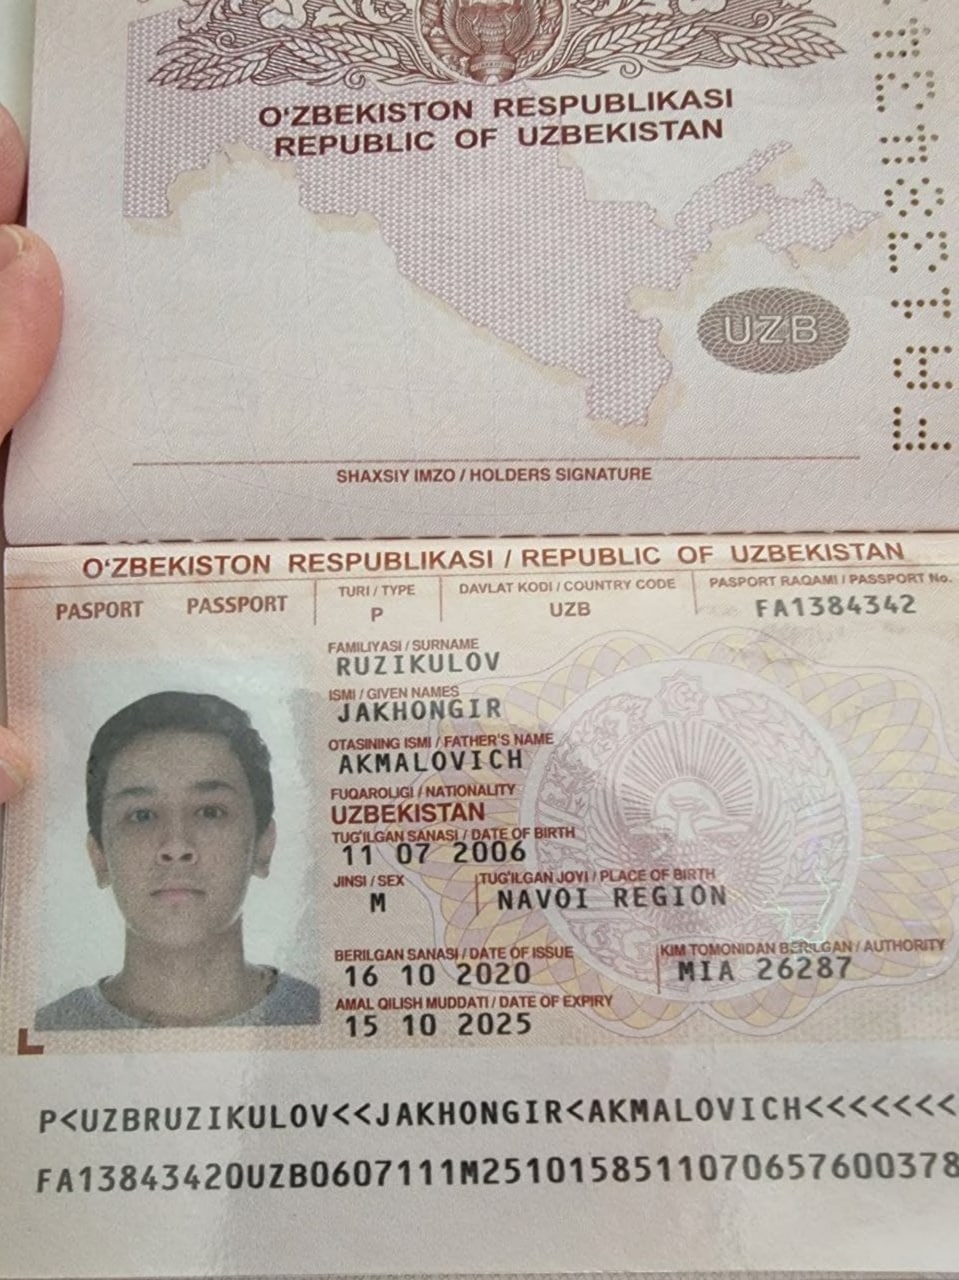 O‘ZBEKISTON RESPUBLIKASI
REPUBLIC OF UZBEKISTAN
UZB
FA1384342
SHAXSIY IMZO / HOLDERS SIGNATURE
O‘ZBEKISTON RESPUBLIKASI / REPUBLIC OF UZBEKISTAN
PASPORT PASSPORT
TURI / TYPE
P
DAVLAT KODI / COUNTRY CODE
UZB
PASPORT RAQAMI / PASSPORT No.
FA1384342
FAMILIYASI / SURNAME
RUZIKULOV
ISMI / GIVEN NAMES
JAKHONGIR
OTASINING ISMI / FATHER'S NAME
AKMALOVICH
FUQAROLIGI / NATIONALITY
UZBEKISTAN
TUG'ILGAN SANASI / DATE OF BIRTH
11 07 2006
JINSI / SEX
M
TUG'ILGAN JOYI / PLACE OF BIRTH
NAVOI REGION
BERILGAN SANASI / DATE OF ISSUE
16 10 2020
KIM TOMONIDAN BERILGAN / AUTHORITY
MIA 26287
AMAL QILISH MUDDATI / DATE OF EXPIRY
15 10 2025
P<UZBRUZIKULOV<<JAKHONGIR<AKMALOVICH<<<<<<<
FA13843420UZB0607111M2510158511070657600378